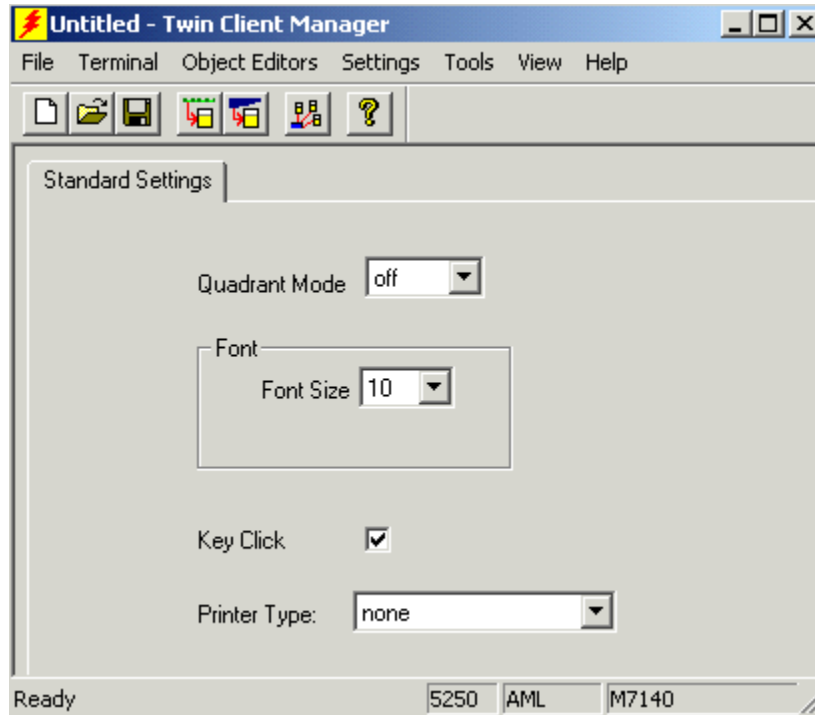 Untitled - Twin Client Manager
File Terminal Object Editors Settings Tools View Help
Standard Settings
Quadrant Mode off
Font
Font Size 10
Key Click
Printer Type: none
Ready 5250 AML M7140